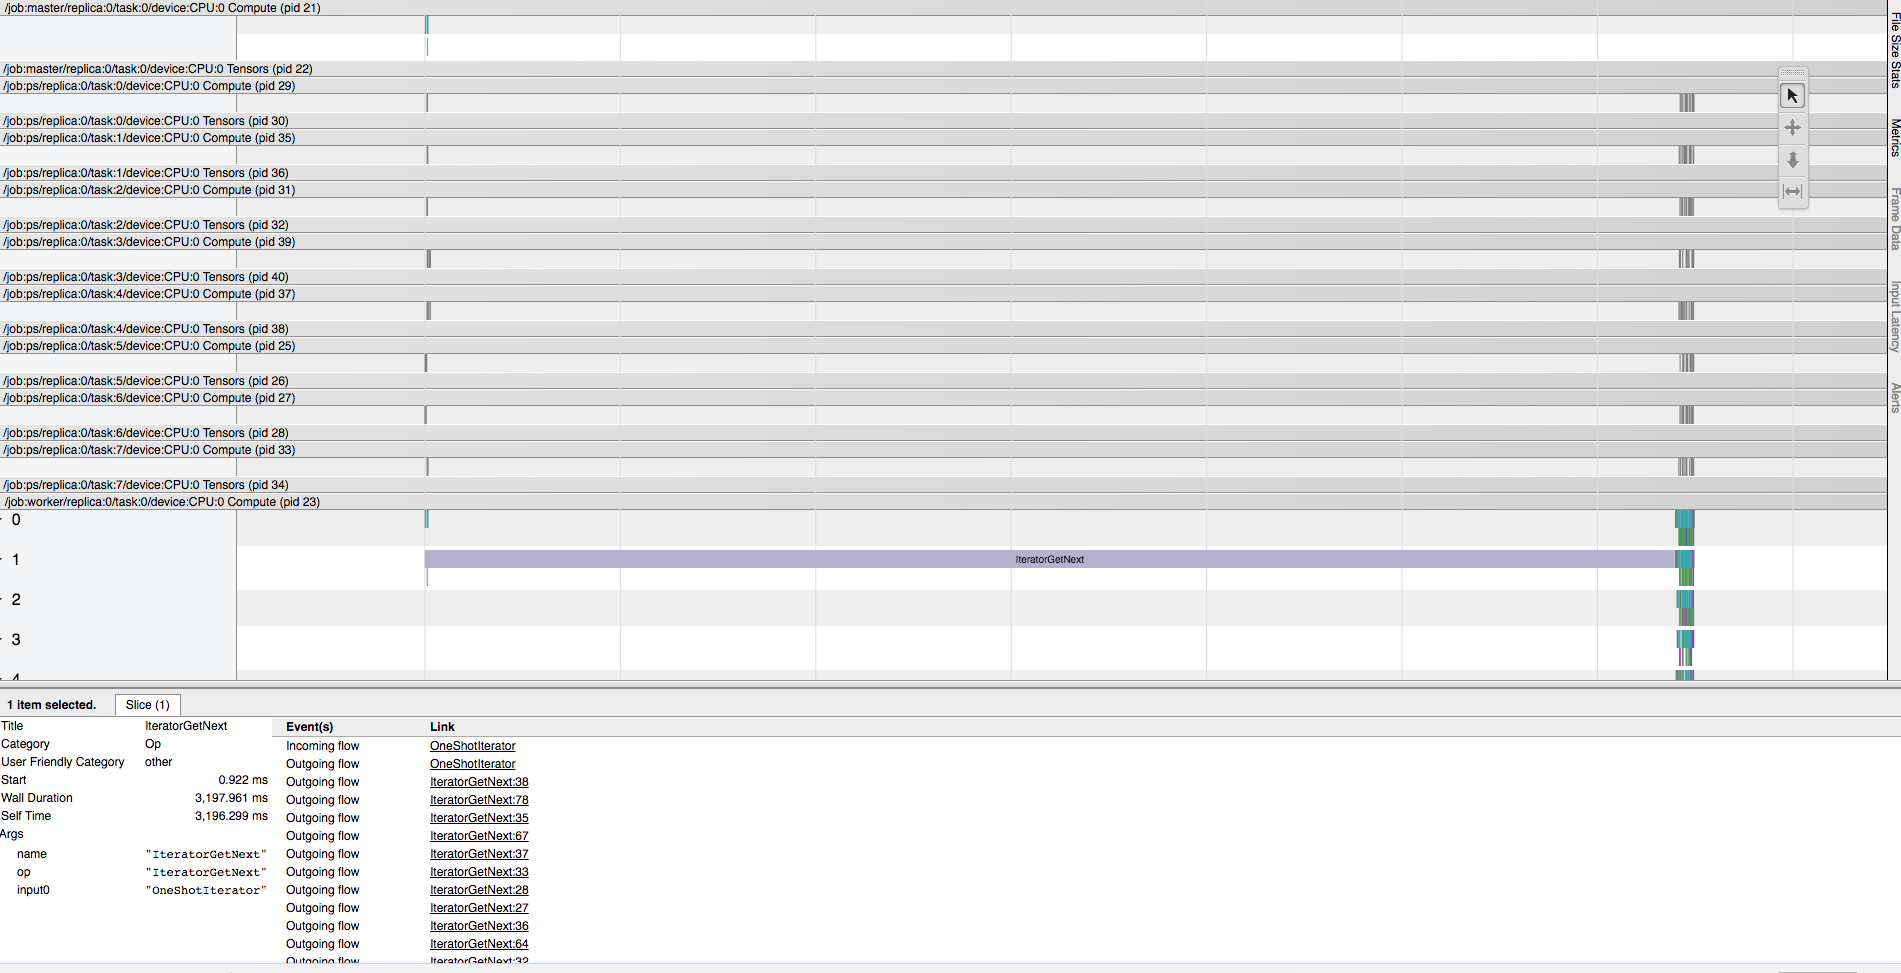 /job:master/replica:0/task:0/device:CPU:0 Compute (pid 21)
/job:master/replica:0/task:0/device:CPU:0 Tensors (pid 22)
/job:ps/replica:0/task:0/device:CPU:0 Compute (pid 29)
/job:ps/replica:0/task:0/device:CPU:0 Tensors (pid 30)
/job:ps/replica:0/task:1/device:CPU:0 Compute (pid 35)
/job:ps/replica:0/task:1/device:CPU:0 Tensors (pid 36)
/job:ps/replica:0/task:2/device:CPU:0 Compute (pid 31)
/job:ps/replica:0/task:2/device:CPU:0 Tensors (pid 32)
/job:ps/replica:0/task:3/device:CPU:0 Compute (pid 39)
/job:ps/replica:0/task:3/device:CPU:0 Tensors (pid 40)
/job:ps/replica:0/task:4/device:CPU:0 Compute (pid 37)
/job:ps/replica:0/task:4/device:CPU:0 Tensors (pid 38)
/job:ps/replica:0/task:5/device:CPU:0 Compute (pid 25)
/job:ps/replica:0/task:5/device:CPU:0 Tensors (pid 26)
/job:ps/replica:0/task:6/device:CPU:0 Compute (pid 27)
/job:ps/replica:0/task:6/device:CPU:0 Tensors (pid 28)
/job:ps/replica:0/task:7/device:CPU:0 Compute (pid 33)
/job:ps/replica:0/task:7/device:CPU:0 Tensors (pid 34)
/job:worker/replica:0/task:0/device:CPU:0 Compute (pid 23)
0
1 IteratorGetNext
2
3
4
File Size Stats
Metrics
Frame Data
Input Latency
Alerts
1 item selected. Slice (1)
Title IteratorGetNext
Category Op
User Friendly Category other
Start 0.922 ms
Wall Duration 3,197.961 ms
Self Time 3,196.299 ms
Args
name "IteratorGetNext"
op "IteratorGetNext"
input0 "OneShotIterator"
Event(s) Link
Incoming flow OneShotIterator
Outgoing flow OneShotIterator
Outgoing flow IteratorGetNext:38
Outgoing flow IteratorGetNext:78
Outgoing flow IteratorGetNext:35
Outgoing flow IteratorGetNext:67
Outgoing flow IteratorGetNext:37
Outgoing flow IteratorGetNext:33
Outgoing flow IteratorGetNext:28
Outgoing flow IteratorGetNext:27
Outgoing flow IteratorGetNext:36
Outgoing flow IteratorGetNext:64
Outgoing flow IteratorGetNext:32